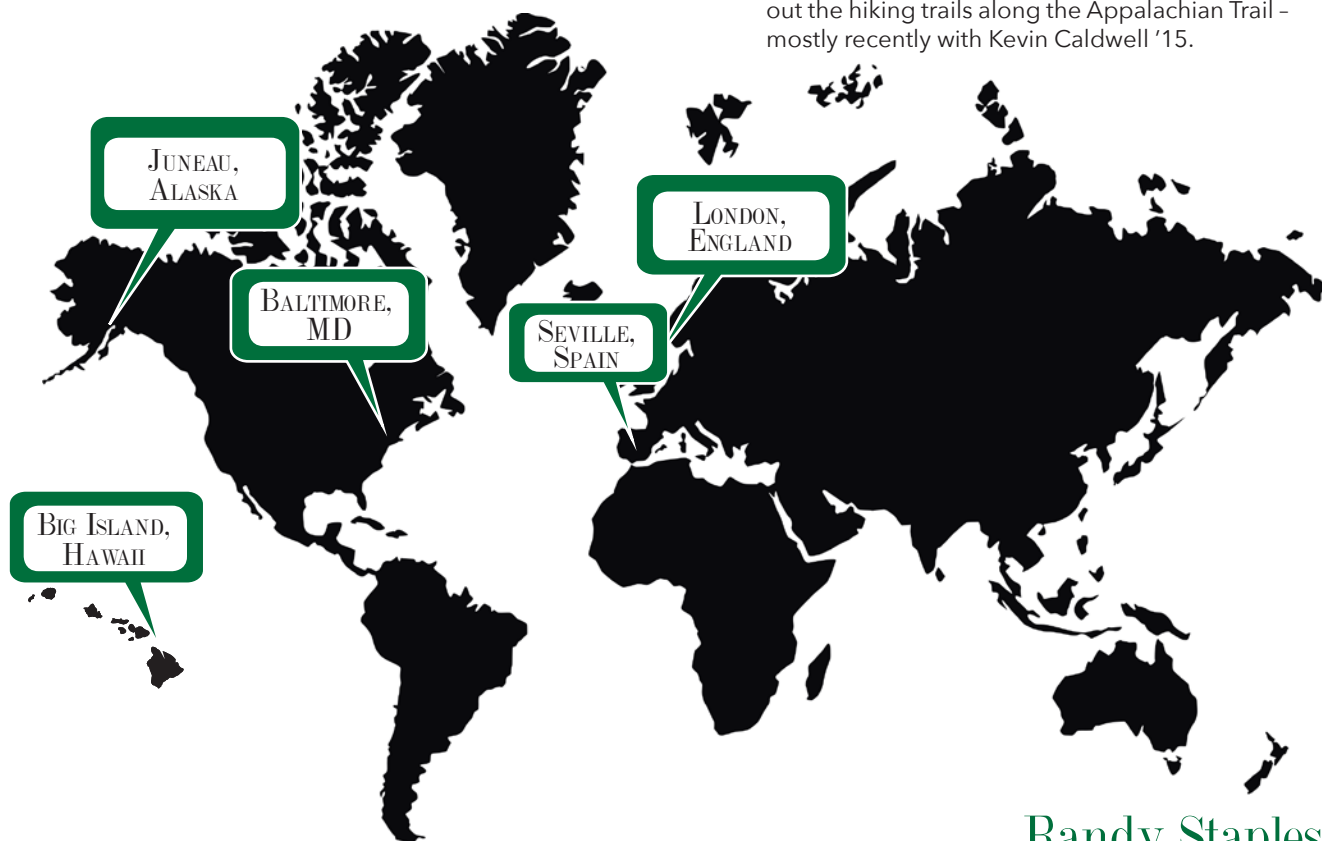 out the hiking trails along the Appalachian Trail –
mostly recently with Kevin Caldwell '15.
Juneau,
Alaska
London,
England
Baltimore,
MD
Seville,
Spain
Big Island,
Hawaii
Randy Staples